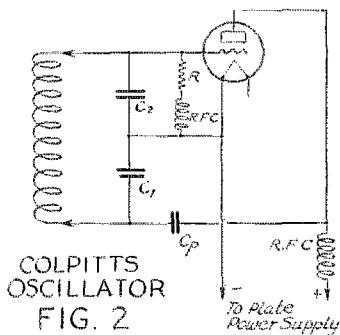 R
RFC
C2
C1
Cp
R.F.C
COLPITTS
OSCILLATOR
FIG. 2
- +
To Plate
Power Supply